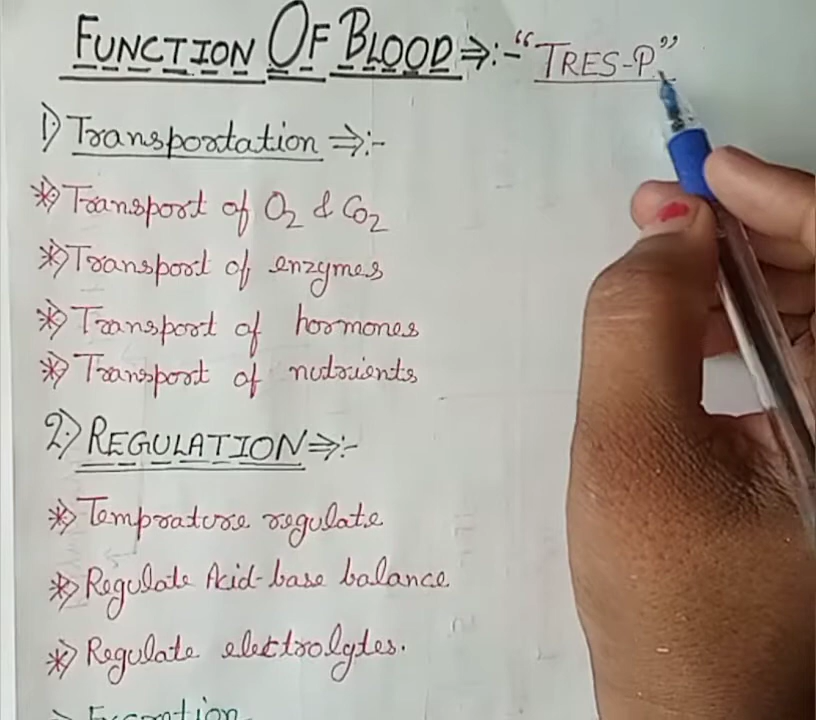 FUNCTION OF BLOOD ⇒:- "TRES-P"
1) Transportation ⇒:-
*) Transport of O2 & CO2
*) Transport of enzymes
*) Transport of hormones
*) Transport of nutrients
2) REGULATION ⇒:-
*) Temprature regulate
*) Regulate Acid-base balance
*) Regulate electrolytes.
Excretion